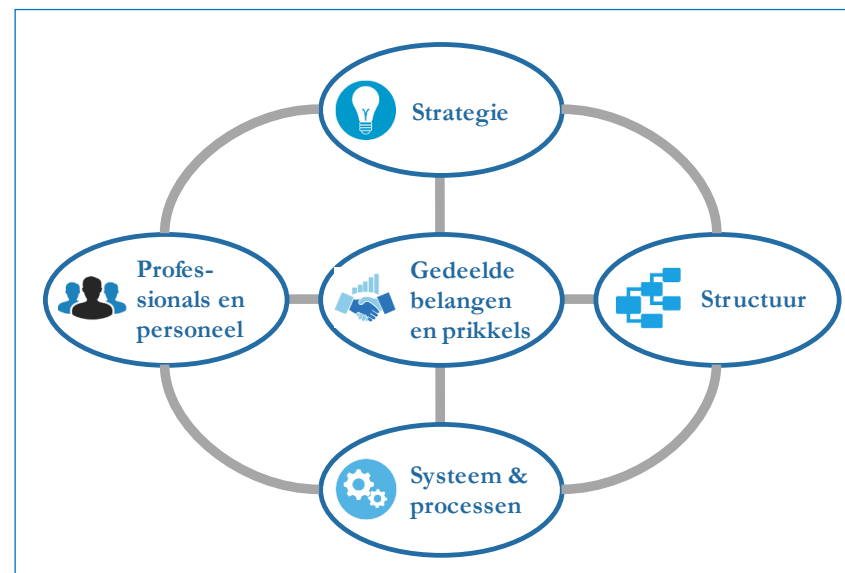 Strategie
Profes-
sionals en
personeel
Gedeelde
belangen
en prikkels
Structuur
Systeem &
processen